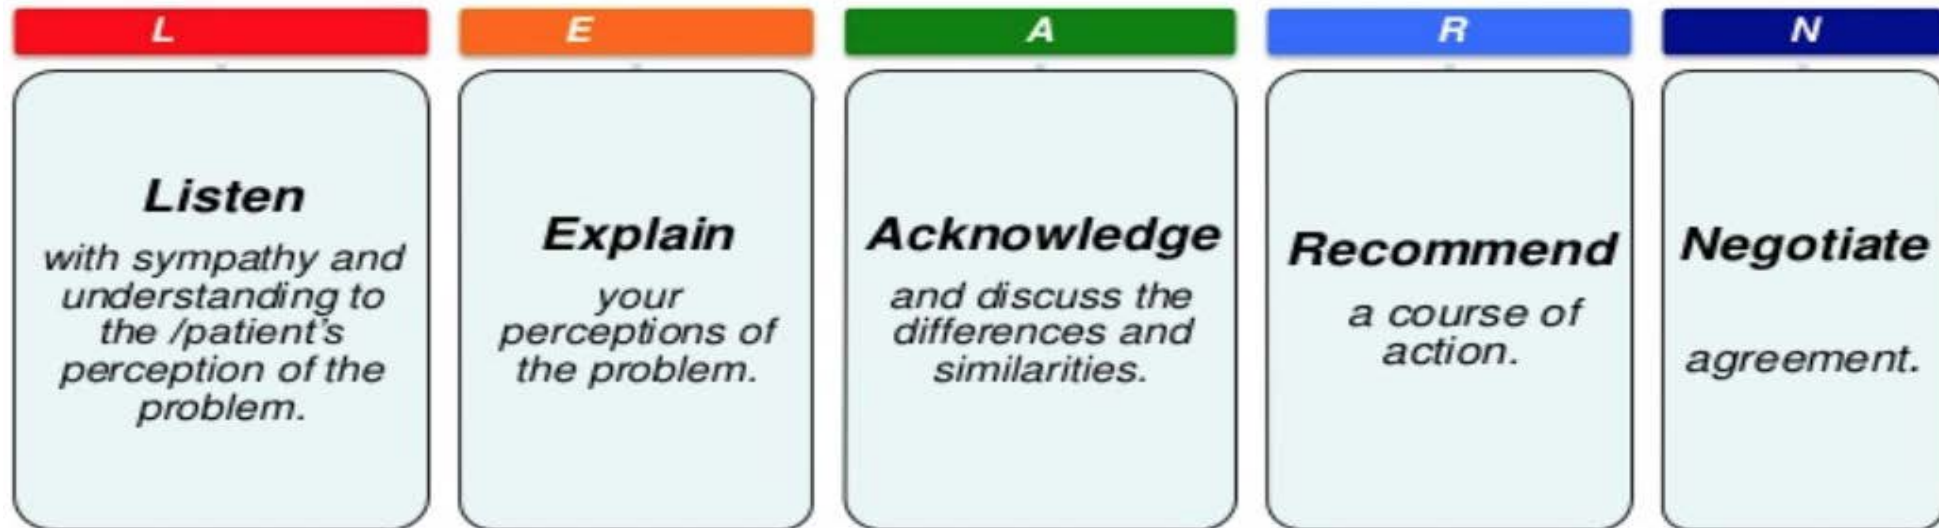 L
E
A
R
N
Listen
with sympathy and
understanding to
the /patient's
perception of the
problem.
Explain
your
perceptions of
the problem.
Acknowledge
and discuss the
differences and
similarities.
Recommend
a course of
action.
Negotiate
agreement.